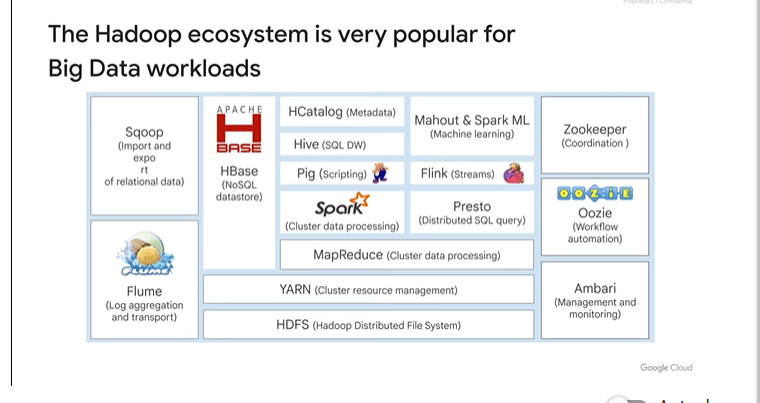 Proprietary + Confidential
The Hadoop ecosystem is very popular for
Big Data workloads
Sqoop
(Import and
expo
rt
of relational data)
FLUME
Flume
(Log aggregation
and transport)
APACHE
HBASE
HBase
(NoSQL
datastore)
HCatalog (Metadata)
Hive (SQL DW)
Pig (Scripting)
Spark
(Cluster data processing)
Mahout & Spark ML
(Machine learning)
Flink (Streams)
Presto
(Distributed SQL query)
MapReduce (Cluster data processing)
YARN (Cluster resource management)
HDFS (Hadoop Distributed File System)
Zookeeper
(Coordination )
OOZIE
Oozie
(Workflow
automation)
Ambari
(Management and
monitoring)
Google Cloud